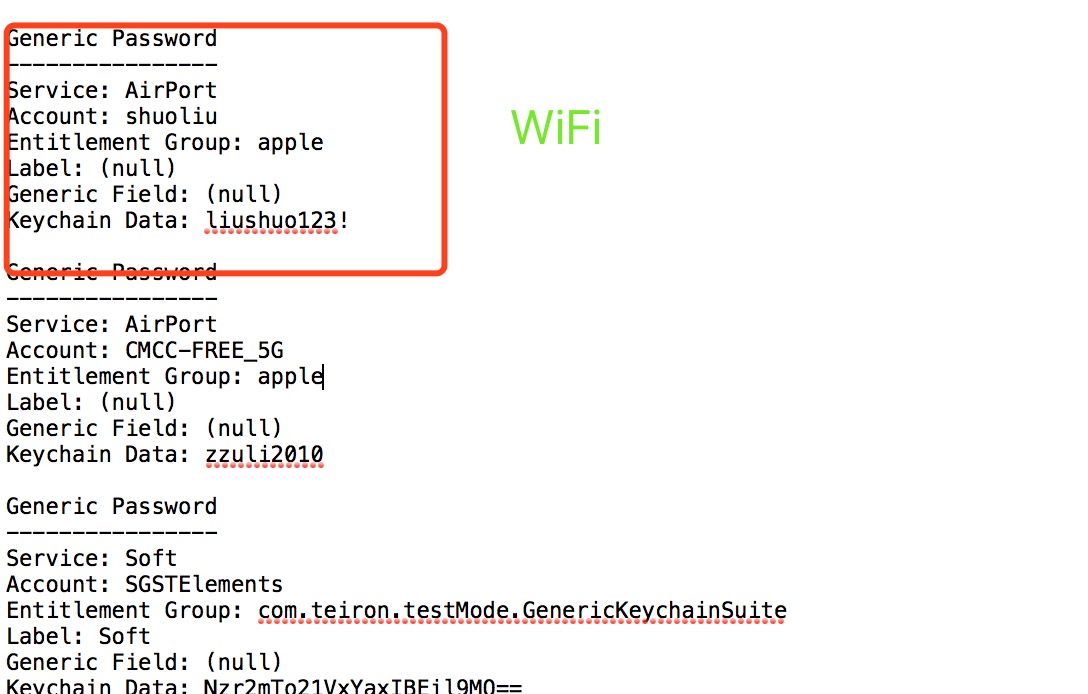 Generic Password
----------------
Service: AirPort
Account: shuoliu
Entitlement Group: apple
Label: (null)
Generic Field: (null)
Keychain Data: liushuo123!
WiFi
Generic Password
----------------
Service: AirPort
Account: CMCC-FREE_5G
Entitlement Group: apple
Label: (null)
Generic Field: (null)
Keychain Data: zzuli2010
Generic Password
----------------
Service: Soft
Account: SGSTElements
Entitlement Group: com.teiron.testMode.GenericKeychainSuite
Label: Soft
Generic Field: (null)
Keychain Data: